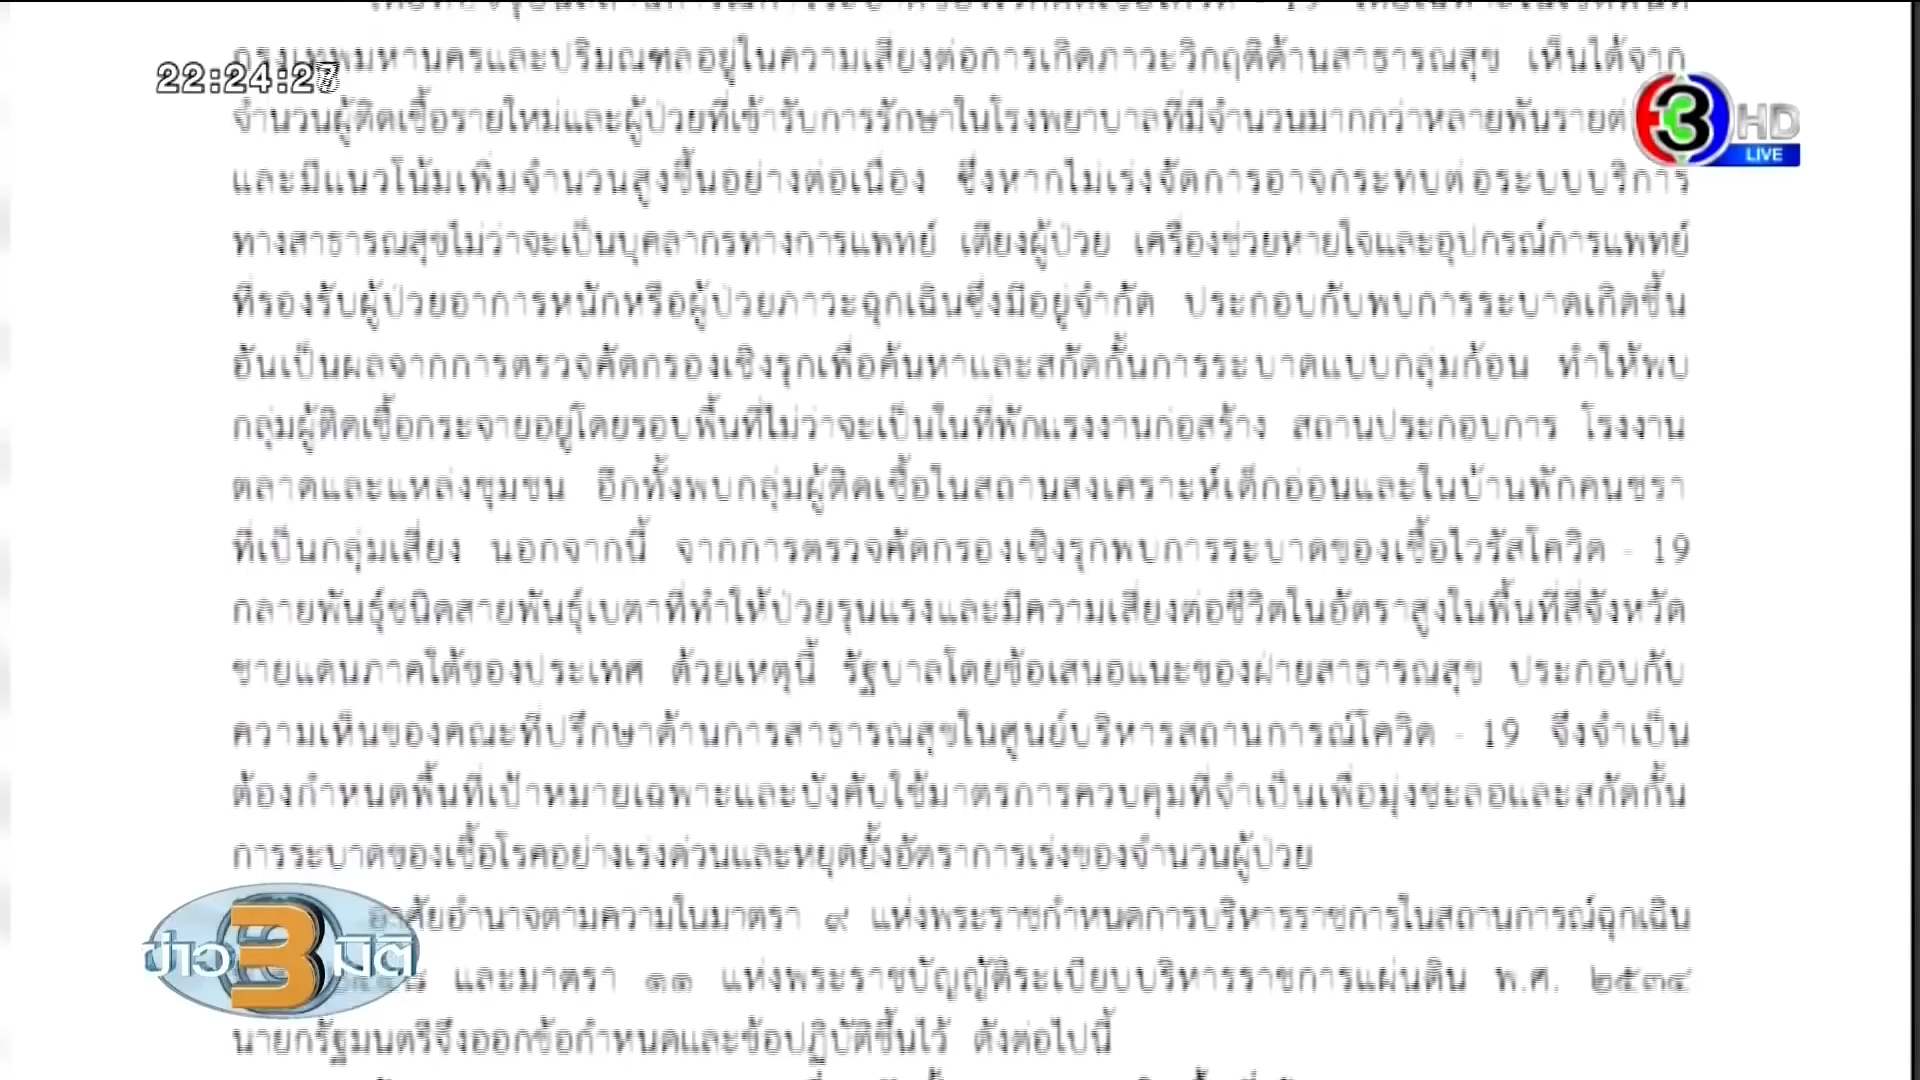 กรุงเทพมหานครและปริมณฑลอยู่ในความเสี่ยงต่อการเกิดภาวะวิกฤติด้านสาธารณสุข เห็นได้จาก
22:24:27
จำนวนผู้ติดเชื้อรายใหม่และผู้ป่วยที่เข้ารับการรักษาในโรงพยาบาลที่มีจำนวนมากกว่าหลายพันราย
3 HD
LIVE
และมีแนวโน้มเพิ่มจำนวนสูงขึ้นอย่างต่อเนื่อง ซึ่งหากไม่เร่งจัดการอาจกระทบต่อระบบบริการ
ทางสาธารณสุขไม่ว่าจะเป็นบุคลากรทางการแพทย์ เตียงผู้ป่วย เครื่องช่วยหายใจและอุปกรณ์การแพทย์
ที่รองรับผู้ป่วยอาการหนักหรือผู้ป่วยภาวะฉุกเฉินซึ่งมีอยู่จำกัด ประกอบกับพบการระบาดเกิดขึ้น
อันเป็นผลจากการตรวจคัดกรองเชิงรุกเพื่อค้นหาและสกัดกั้นการระบาดแบบกลุ่มก้อน ทำให้พบ
กลุ่มผู้ติดเชื้อกระจายอยู่โดยรอบพื้นที่ไม่ว่าจะเป็นในที่พักแรงงานก่อสร้าง สถานประกอบการ โรงงาน
ตลาดและแหล่งชุมชน อีกทั้งพบกลุ่มผู้ติดเชื้อในสถานสงเคราะห์เด็กอ่อนและในบ้านพักคนชรา
ที่เป็นกลุ่มเสี่ยง นอกจากนี้ จากการตรวจคัดกรองเชิงรุกพบการระบาดของเชื้อไวรัสโควิด - 19
กลายพันธุ์ชนิดสายพันธุ์เบตาที่ทำให้ป่วยรุนแรงและมีความเสี่ยงต่อชีวิตในอัตราสูงในพื้นที่สี่จังหวัด
ชายแดนภาคใต้ของประเทศ ด้วยเหตุนี้ รัฐบาลโดยข้อเสนอแนะของฝ่ายสาธารณสุข ประกอบกับ
ความเห็นของคณะที่ปรึกษาด้านการสาธารณสุขในศูนย์บริหารสถานการณ์โควิด - 19 จึงจำเป็น
ต้องกำหนดพื้นที่เป้าหมายเฉพาะและบังคับใช้มาตรการควบคุมที่จำเป็นเพื่อมุ่งชะลอและสกัดกั้น
การระบาดของเชื้อโรคอย่างเร่งด่วนและหยุดยั้งอัตราการเร่งของจำนวนผู้ป่วย
อาศัยอำนาจตามความในมาตรา ๙ แห่งพระราชกำหนดการบริหารราชการในสถานการณ์ฉุกเฉิน
ข่าว 3 มิติ
และมาตรา ๑๑ แห่งพระราชบัญญัติระเบียบบริหารราชการแผ่นดิน พ.ศ. ๒๕๓๔
นายกรัฐมนตรีจึงออกข้อกำหนดและข้อปฏิบัติขึ้นไว้ ดังต่อไปนี้